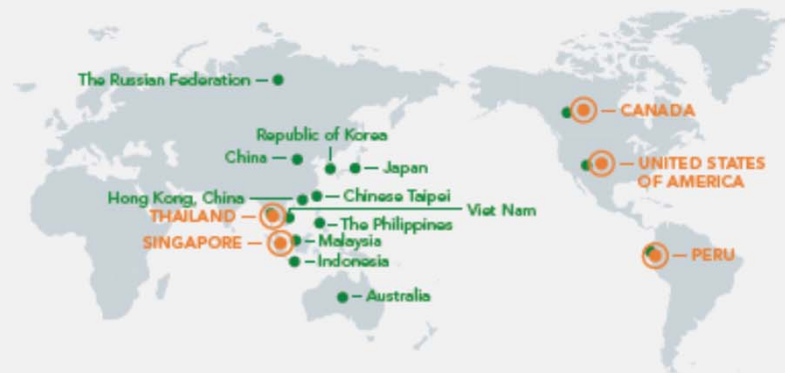 The Russian Federation
CANADA
Republic of Korea
China
Japan
UNITED STATES
OF AMERICA
Hong Kong, China
Chinese Taipei
THAILAND
Viet Nam
The Philippines
SINGAPORE
Malaysia
PERU
Indonesia
Australia